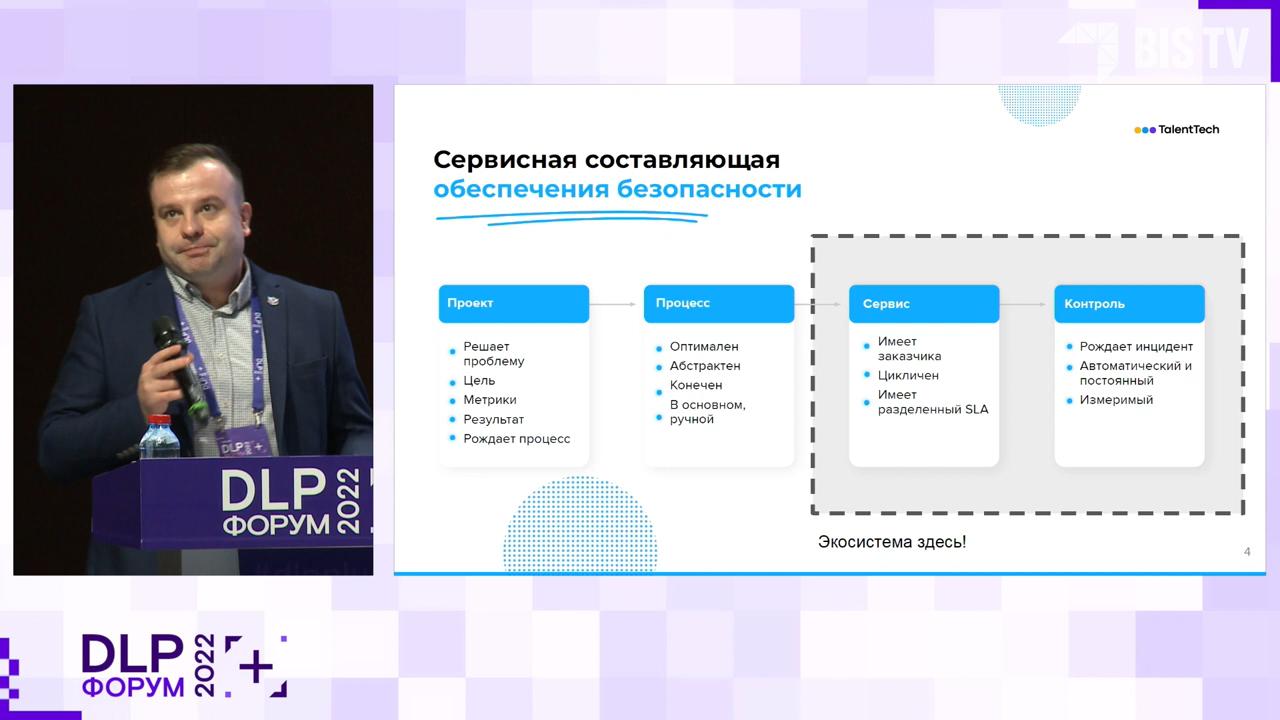 BIS TV
TalentTech
Сервисная составляющая
обеспечения безопасности
Проект
Решает
проблему
Цель
Метрики
Результат
Рождает процесс
Процесс
Оптимален
Абстрактен
Конечен
В основном,
ручной
Сервис
Имеет
заказчика
Цикличен
Имеет
разделенный SLA
Контроль
Рождает инцидент
Автоматический и
постоянный
Измеримый
Экосистема здесь!
4
DLP
DLP
ФОРУМ
2022
DLP
ФОРУМ
2022